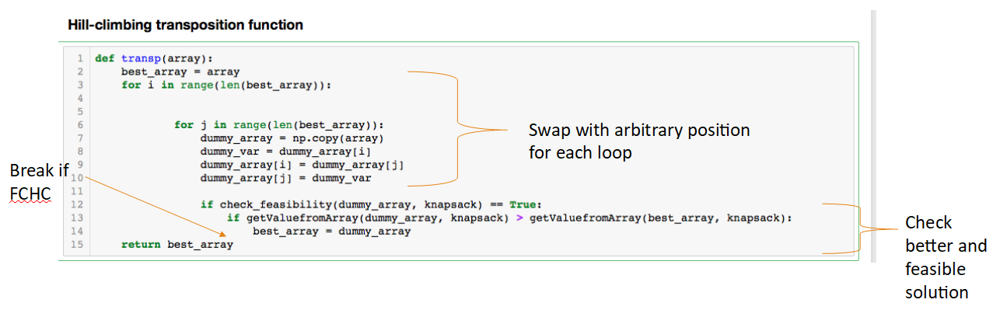 Hill-climbing transposition function
1 def transp(array):
2 best_array = array
3 for i in range(len(best_array)):
4
5
6 for j in range(len(best_array)):
7 dummy_array = np.copy(array)
8 dummy_var = dummy_array[i]
9 dummy_array[i] = dummy_array[j]
10 dummy_array[j] = dummy_var
11
12 if check_feasibility(dummy_array, knapsack) == True:
13 if getValuefromArray(dummy_array, knapsack) > getValuefromArray(best_array, knapsack):
14 best_array = dummy_array
15 return best_array
Swap with arbitrary position
for each loop
Break if
FCHC
Check
better and
feasible
solution